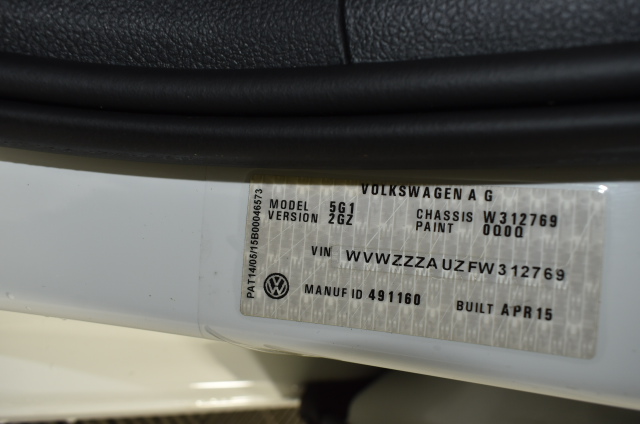 VOLKSWAGEN AG
MODEL 5G1 CHASSIS W312769
VERSION 2GZ PAINT 0Q0Q
VIN WVWZZZAUZFW312769
MANUF ID 491160 BUILT APR15
PAT14/05/15B00046573